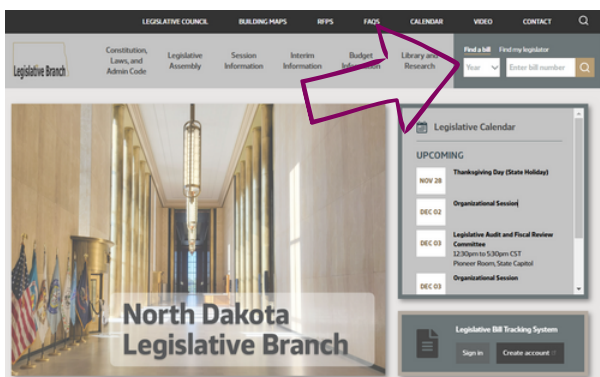 LEGISLATIVE COUNCIL BUILDING MAPS RFPS FAQS CALENDAR VIDEO CONTACT
Legislative Branch
Constitution,
Laws, and
Admin Code
Legislative
Assembly
Session
Information
Interim
Information
Budget
Information
Library and
Research
Find a bill Find my legislator
Year Enter bill number
Legislative Calendar
UPCOMING
NOV 28 Thanksgiving Day (State Holiday)
DEC 02 Organizational Session
DEC 03 Legislative Audit and Fiscal Review
Committee
12:30pm to 5:30pm CST
Pioneer Room, State Capitol
DEC 03 Organizational Session
North Dakota
Legislative Branch
Legislative Bill
Tracking System
Sign in Create account